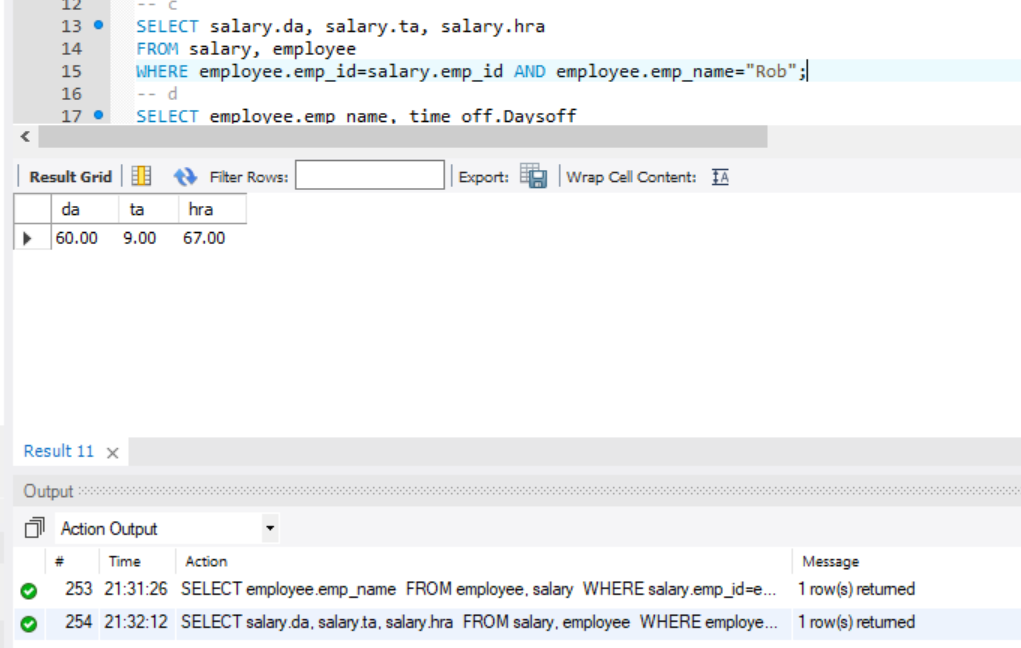 12 -- c
13 SELECT salary.da, salary.ta, salary.hra
14 FROM salary, employee
15 WHERE employee.emp_id=salary.emp_id AND employee.emp_name="Rob";
16 -- d
17 SELECT employee.emp_name, time_off.Daysoff
Result Grid Filter Rows: Export: Wrap Cell Content: IA
da ta hra
60.00 9.00 67.00
Result 11 ×
Output
Action Output
# Time Action Message
253 21:31:26 SELECT employee.emp_name FROM employee, salary WHERE salary.emp_id=e... 1 row(s) returned
254 21:32:12 SELECT salary.da, salary.ta, salary.hra FROM salary, employee WHERE employe... 1 row(s) returned